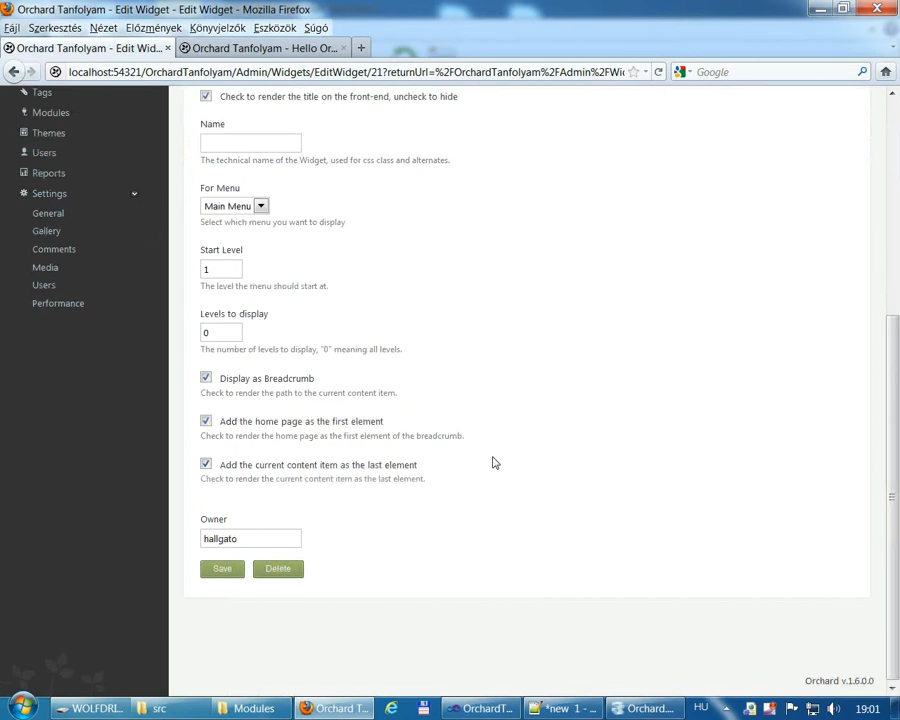 Orchard Tanfolyam - Edit Widget - Edit Widget - Mozilla Firefox
Fájl Szerkesztés Nézet Előzmények Könyvjelzők Eszközök Súgó
Orchard Tanfolyam - Edit Wid... × Orchard Tanfolyam - Hello Or... × +
localhost:54321/OrchardTanfolyam/Admin/Widgets/EditWidget/21?returnUrl=%2FOrchardTanfolyam%2FAdmin%2FWi Google
Tags
Modules
Themes
Users
Reports
Settings
General
Gallery
Comments
Media
Users
Performance
Check to render the title on the front-end, uncheck to hide
Name
The technical name of the Widget, used for css class and alternates.
For Menu
Main Menu
Select which menu you want to display
Start Level
1
The level the menu should start at.
Levels to display
0
The number of levels to display, "0" meaning all levels.
Display as Breadcrumb
Check to render the path to the current content item.
Add the home page as the first element
Check to render the home page as the first element of the breadcrumb.
Add the current content item as the last element
Check to render the current content item as the last element.
Owner
hallgato
Save Delete
Orchard v.1.6.0.0
WOLFDRI... src Modules Orchard T... OrchardT... *new 1 - ... Orchard.... HU 19:01